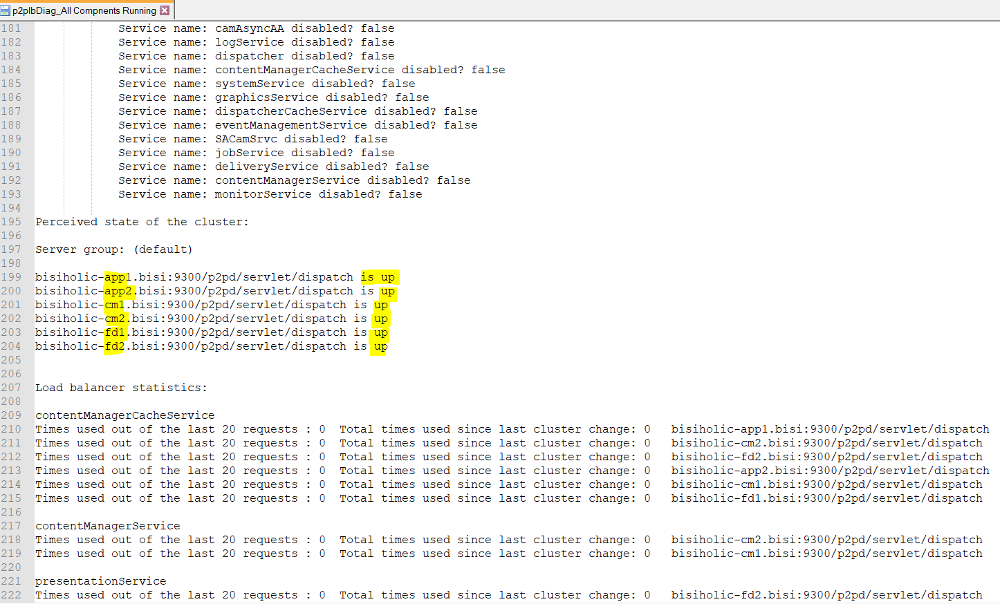 p2plbDiag_All Compnents Running
181 Service name: camAsyncAA disabled? false
182 Service name: logService disabled? false
183 Service name: dispatcher disabled? false
184 Service name: contentManagerCacheService disabled? false
185 Service name: systemService disabled? false
186 Service name: graphicsService disabled? false
187 Service name: dispatcherCacheService disabled? false
188 Service name: eventManagementService disabled? false
189 Service name: SACamSrvc disabled? false
190 Service name: jobService disabled? false
191 Service name: deliveryService disabled? false
192 Service name: contentManagerService disabled? false
193 Service name: monitorService disabled? false
194
195 Perceived state of the cluster:
196
197 Server group: (default)
198
199 bisiholic-app1.bisi:9300/p2pd/servlet/dispatch is up
200 bisiholic-app2.bisi:9300/p2pd/servlet/dispatch is up
201 bisiholic-cm1.bisi:9300/p2pd/servlet/dispatch is up
202 bisiholic-cm2.bisi:9300/p2pd/servlet/dispatch is up
203 bisiholic-fd1.bisi:9300/p2pd/servlet/dispatch is up
204 bisiholic-fd2.bisi:9300/p2pd/servlet/dispatch is up
205
206
207 Load balancer statistics:
208
209 contentManagerCacheService
210 Times used out of the last 20 requests : 0 Total times used since last cluster change: 0 bisiholic-app1.bisi:9300/p2pd/servlet/dispatch
211 Times used out of the last 20 requests : 0 Total times used since last cluster change: 0 bisiholic-cm2.bisi:9300/p2pd/servlet/dispatch
212 Times used out of the last 20 requests : 0 Total times used since last cluster change: 0 bisiholic-fd2.bisi:9300/p2pd/servlet/dispatch
213 Times used out of the last 20 requests : 0 Total times used since last cluster change: 0 bisiholic-app2.bisi:9300/p2pd/servlet/dispatch
214 Times used out of the last 20 requests : 0 Total times used since last cluster change: 0 bisiholic-cm1.bisi:9300/p2pd/servlet/dispatch
215 Times used out of the last 20 requests : 0 Total times used since last cluster change: 0 bisiholic-fd1.bisi:9300/p2pd/servlet/dispatch
216
217 contentManagerService
218 Times used out of the last 20 requests : 0 Total times used since last cluster change: 0 bisiholic-cm2.bisi:9300/p2pd/servlet/dispatch
219 Times used out of the last 20 requests : 0 Total times used since last cluster change: 0 bisiholic-cm1.bisi:9300/p2pd/servlet/dispatch
220
221 presentationService
222 Times used out of the last 20 requests : 0 Total times used since last cluster change: 0 bisiholic-fd2.bisi:9300/p2pd/servlet/dispatch